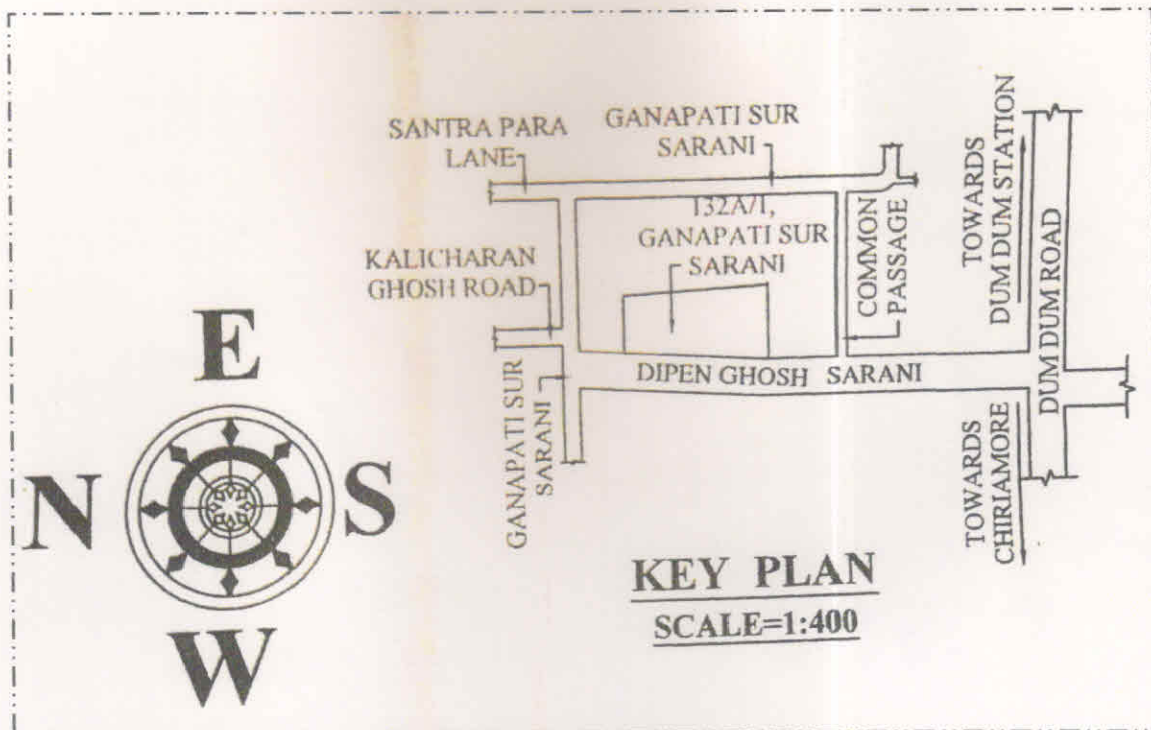 SANTRA PARA
LANE
GANAPATI SUR
SARANI
132A/1,
GANAPATI SUR
SARANI
KALICHARAN
GHOSH ROAD
COMMON
PASSAGE
TOWARDS
DUM DUM STATION
DUM DUM ROAD
DIPEN GHOSH SARANI
GANAPATI SUR
SARANI
TOWARDS
CHIRIAMORE
E
N
S
W
KEY PLAN
SCALE=1:400